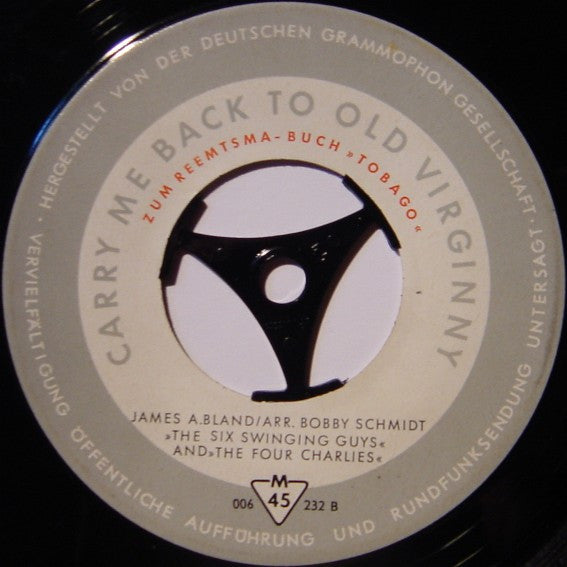 HERGESTELLT VON DER DEUTSCHEN GRAMMOPHON GESELLSCHAFT · VERVIELFÄLTIGUNG ÖFFENTLICHE AUFFÜHRUNG UND RUNDFUNKSENDUNG UNTERSAGT ·
CARRY ME BACK TO OLD VIRGINNY
ZUM REEMTSMA-BUCH »TOBAGO«
JAMES A.BLAND/ARR. BOBBY SCHMIDT
»THE SIX SWINGING GUYS«
AND »THE FOUR CHARLIES«
M
006 45 232 B